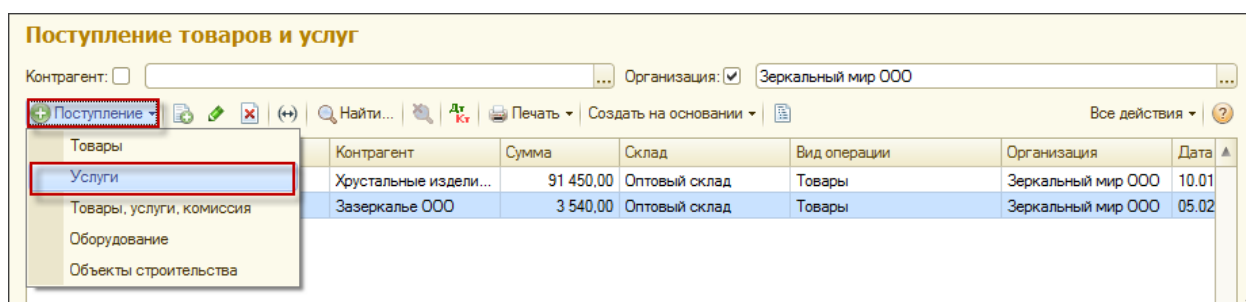 Поступление товаров и услуг
Контрагент: ... Организация: Зеркальный мир ООО ...
Поступление Найти... Дт Кт Печать Создать на основании Все действия ?
Товары
Услуги
Товары, услуги, комиссия
Оборудование
Объекты строительства
Контрагент Сумма Склад Вид операции Организация Дата
Хрустальные издели... 91 450,00 Оптовый склад Товары Зеркальный мир ООО 10.01
Зазеркалье ООО 3 540,00 Оптовый склад Товары Зеркальный мир ООО 05.02